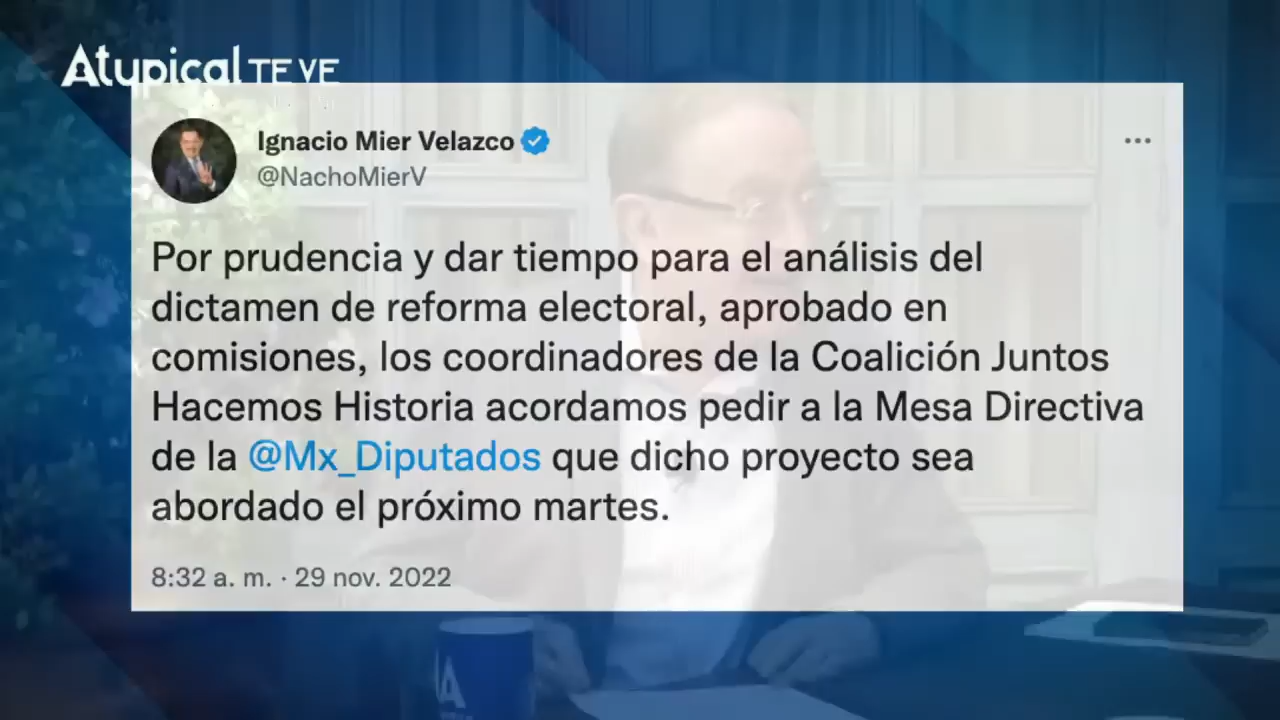 Atypical TE VE
Ignacio Mier Velazco
@NachoMierV
Por prudencia y dar tiempo para el análisis del
dictamen de reforma electoral, aprobado en
comisiones, los coordinadores de la Coalición Juntos
Hacemos Historia acordamos pedir a la Mesa Directiva
de la @Mx_Diputados que dicho proyecto sea
abordado el próximo martes.
8:32 a. m. · 29 nov. 2022